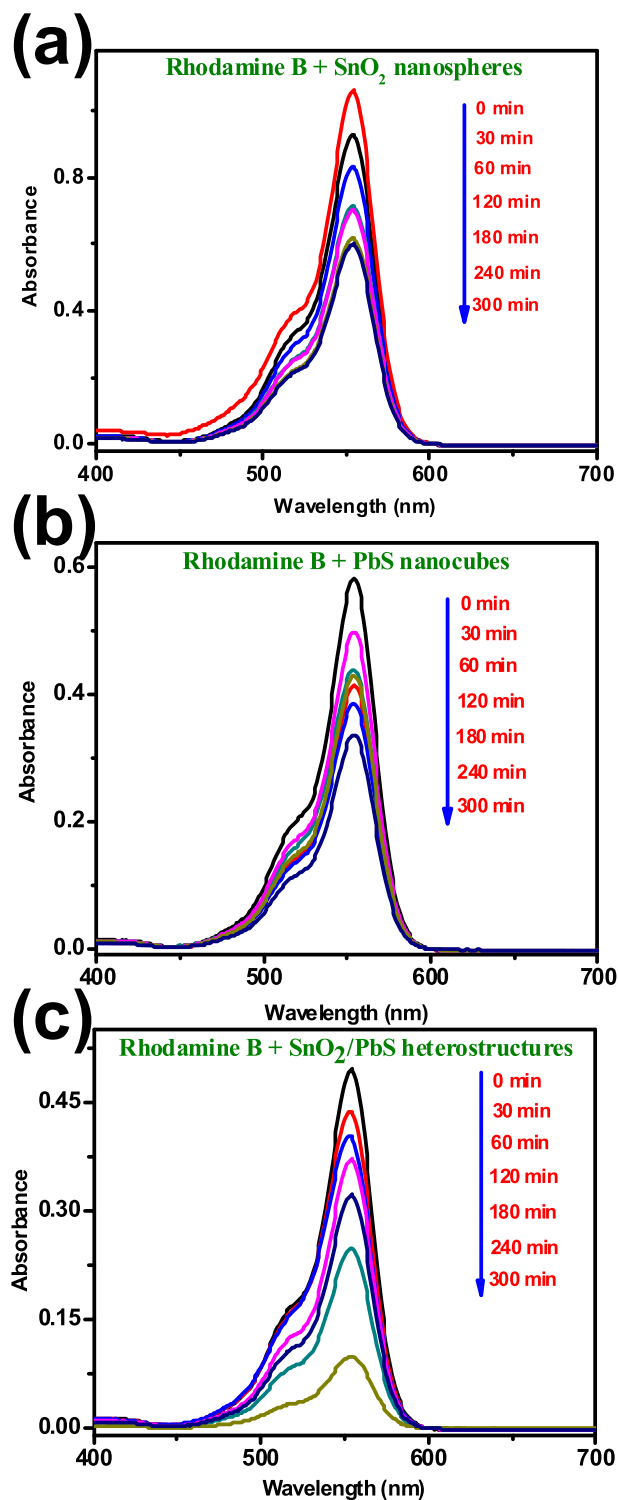 (a)
Rhodamine B + SnO₂ nanospheres
0 min
30 min
60 min
120 min
180 min
240 min
300 min
0.8
0.4
0.0
Absorbance
400
500
600
700
Wavelength (nm)
(b)
Rhodamine B + PbS nanocubes
0 min
30 min
60 min
120 min
180 min
240 min
300 min
0.6
0.4
0.2
0.0
Absorbance
400
500
600
700
Wavelength (nm)
(c)
Rhodamine B + SnO₂/PbS heterostructures
0 min
30 min
60 min
120 min
180 min
240 min
300 min
0.45
0.30
0.15
0.00
Absorbance
400
500
600
700
Wavelength (nm)